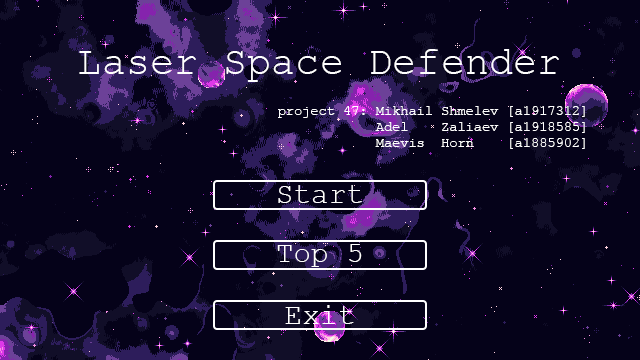 Laser Space Defender
project 47: Mikhail Shmelev [a1917312]
Adel Zaliaev [a1918585]
Maevis Horn [a1885902]
Start
Top 5
Exit